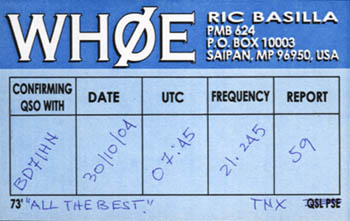 WHØE
RIC BASILLA
PMB 624
P.O. BOX 10003
SAIPAN, MP 96950, USA
CONFIRMING QSO WITH
DATE
UTC
FREQUENCY
REPORT
BD7IHN
30/10/04
07:45
21.245
59
73' "ALL THE BEST."
TNX QSL PSE